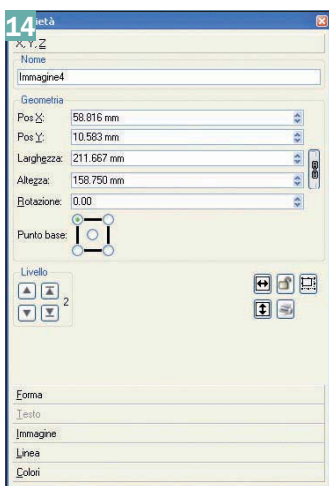 14
ietà
X, Y, Z
Nome
Immagine4
Geometria
Pos X: 58.816 mm
Pos Y: 10.583 mm
Larghezza: 211.667 mm
Altezza: 158.750 mm
Rotazione: 0.00
Punto base:
Livello
2
Forma
Testo
Immagine
Linea
Colori